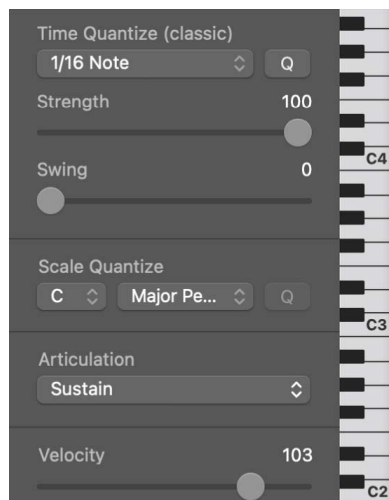 Time Quantize (classic)
1/16 Note Q
Strength 100
Swing 0
C4
Scale Quantize
C Major Pe... Q
C3
Articulation
Sustain
Velocity 103
C2